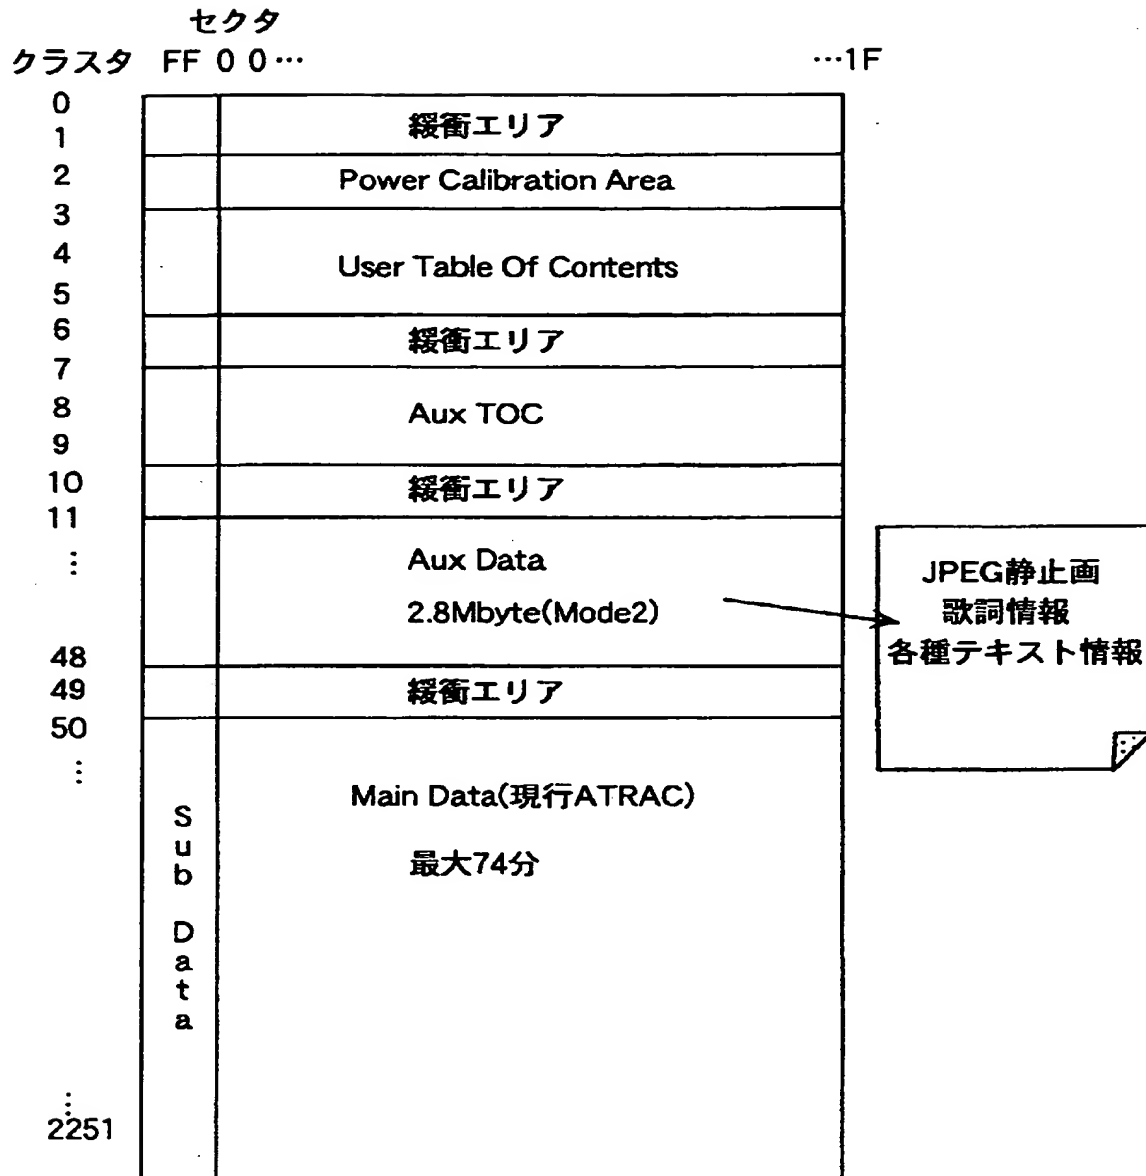 セクタ
クラスタ FF 0 0… …1F
0
1
緩衝エリア
2
Power Calibration Area
3
4
User Table Of Contents
5
6
緩衝エリア
7
8
Aux TOC
9
10
緩衝エリア
11
⋮
Aux Data
2.8Mbyte(Mode2)
48
JPEG静止画
歌詞情報
各種テキスト情報
49
緩衝エリア
50
⋮
Sub Data
Main Data(現行ATRAC)
最大74分
⋮
2251